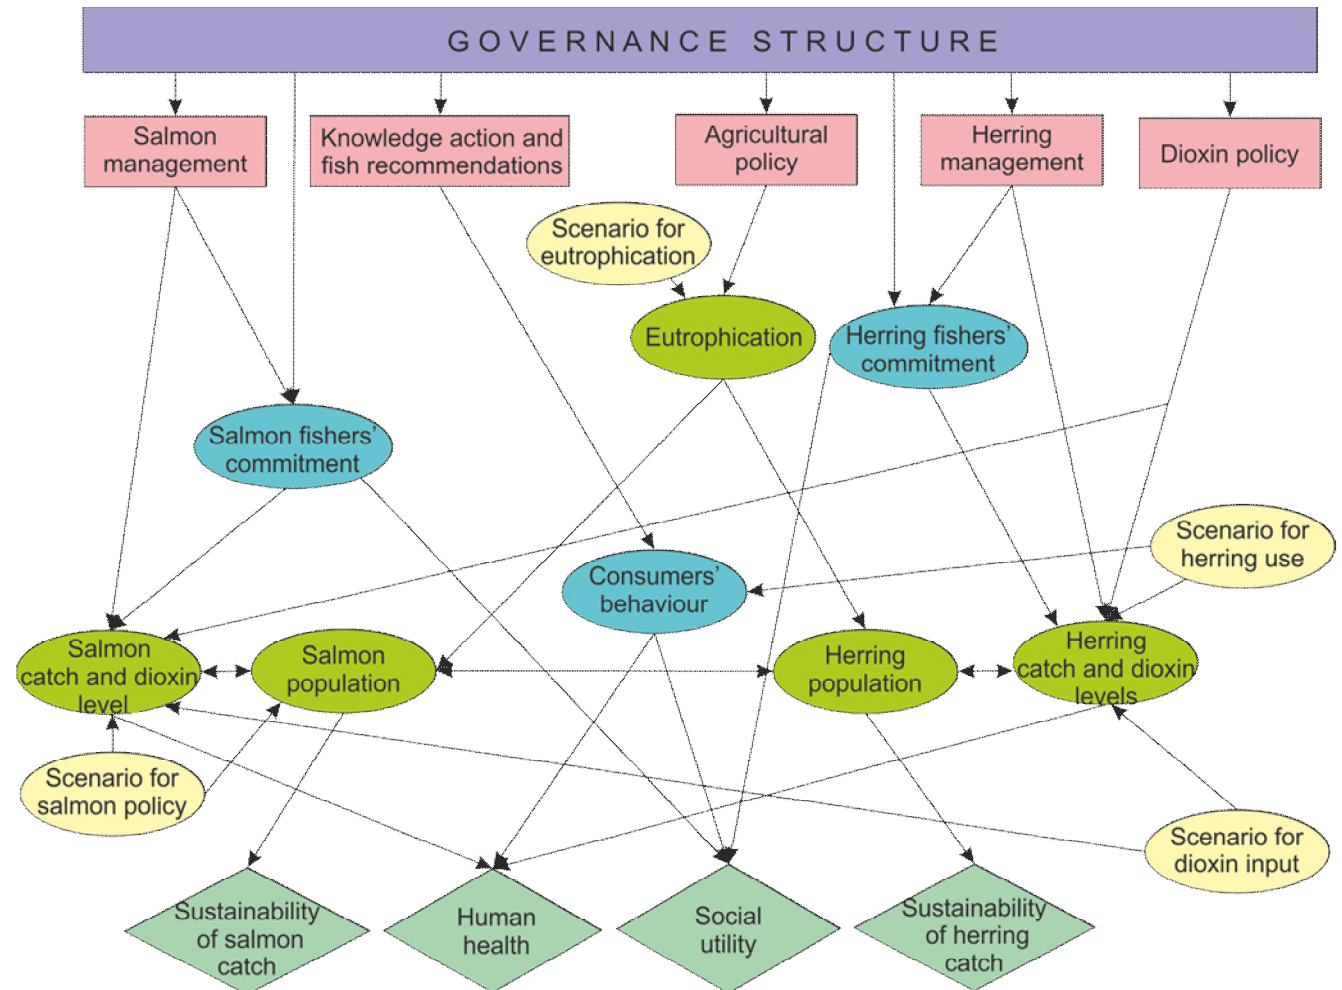 GOVERNANCE STRUCTURE
Salmon
management
Knowledge action and
fish recommendations
Agricultural
policy
Herring
management
Dioxin policy
Scenario for
eutrophication
Eutrophication
Herring fishers’
commitment
Salmon fishers’
commitment
Scenario for
herring use
Consumers’
behaviour
Salmon
catch and dioxin
level
Salmon
population
Herring
population
Herring
catch and dioxin
levels
Scenario for
salmon policy
Scenario for
dioxin input
Sustainability
of salmon
catch
Human
health
Social
utility
Sustainability
of herring
catch